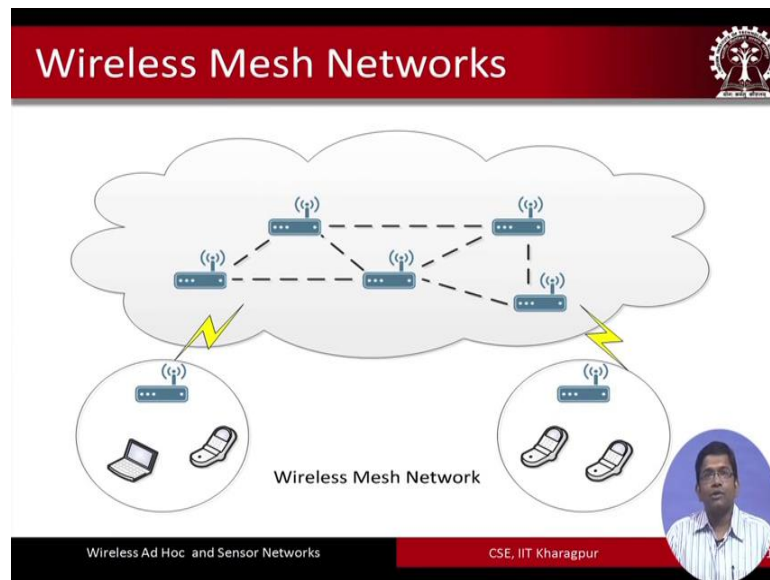 Wireless Mesh Networks
Wireless Mesh Network
Wireless Ad Hoc and Sensor Networks
CSE, IIT Kharagpur